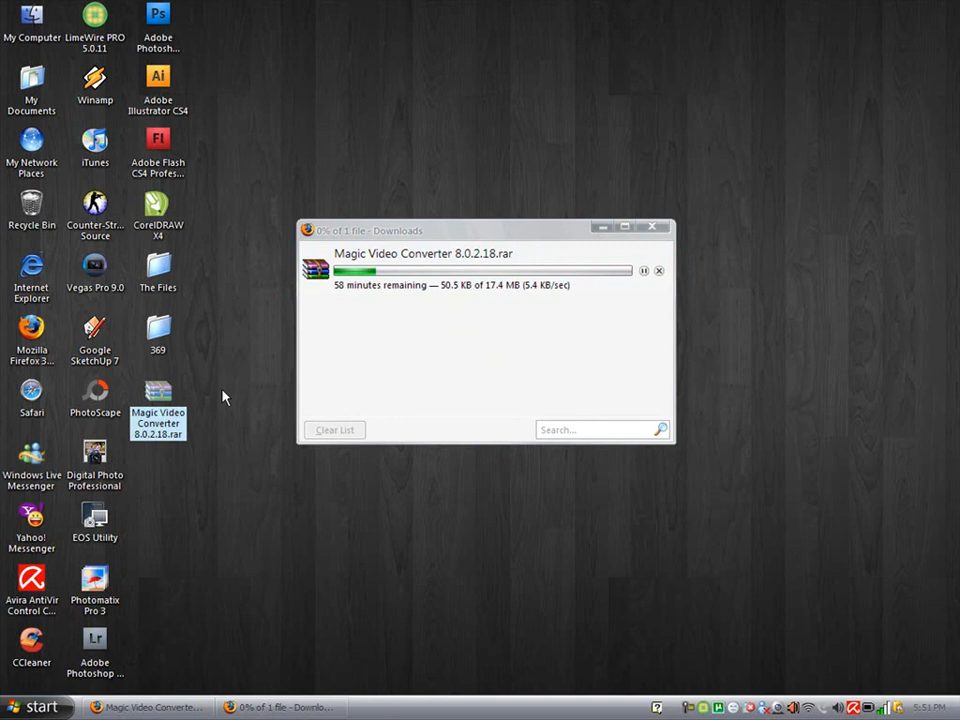 My Computer
LimeWire PRO
5.0.11
Ps
Adobe
Photosh...
My
Documents
Winamp
Ai
Adobe
Illustrator CS4
My Network
Places
iTunes
Fl
Adobe Flash
CS4 Profes...
Recycle Bin
Counter-Str...
Source
CorelDRAW
X4
Internet
Explorer
Vegas Pro 9.0
The Files
Mozilla
Firefox 3...
Google
SketchUp 7
369
Safari
PhotoScape
Magic Video
Converter
8.0.2.18.rar
Windows Live
Messenger
Digital Photo
Professional
Yahoo!
Messenger
EOS Utility
Avira AntiVir
Control C...
Photomatix
Pro 3
CCleaner
Lr
Adobe
Photoshop ...
0% of 1 file - Downloads
Magic Video Converter 8.0.2.18.rar
58 minutes remaining — 50.5 KB of 17.4 MB (5.4 KB/sec)
Clear List
Search...
start
Magic Video Converte...
0% of 1 file - Downlo...
5:51 PM